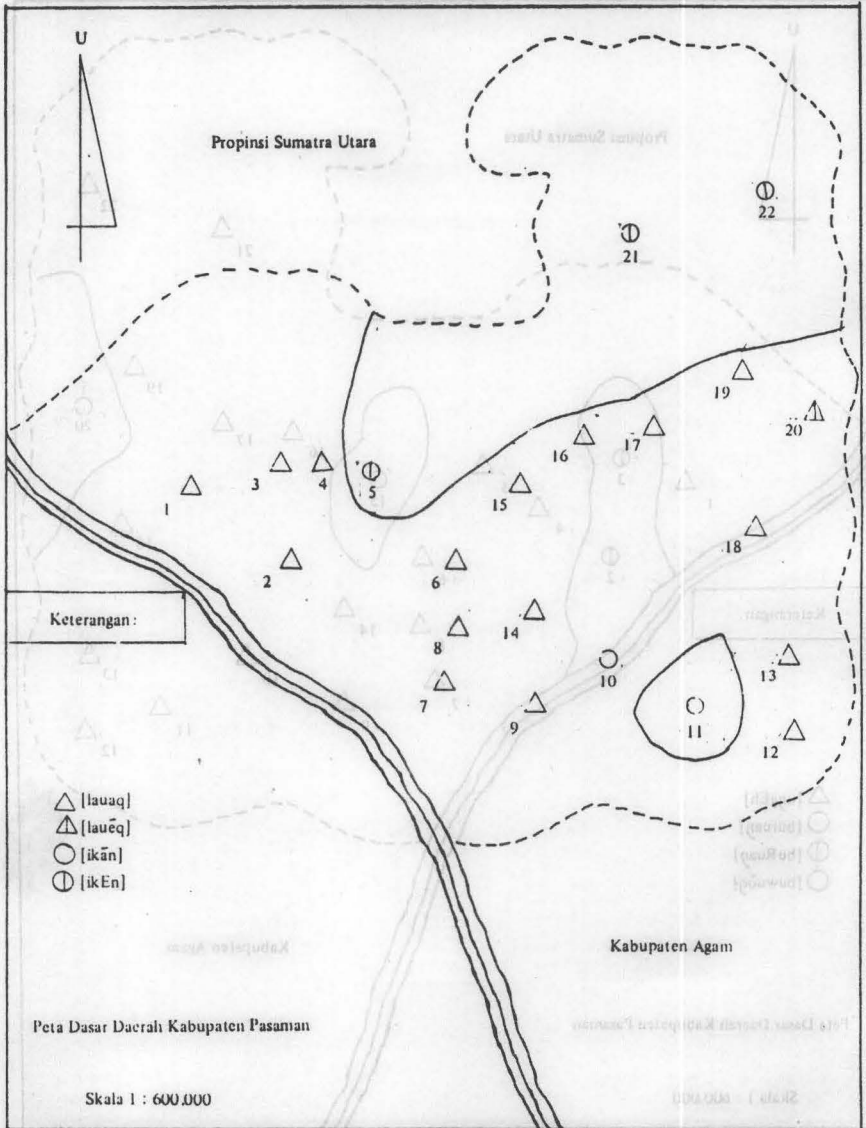 U
Propinsi Sumatra Utara
22
21
19
20
17
16
3
4
5
15
1
18
2
6
Keterangan :
14
8
10
13
7
9
11
12
[lauaq]
[lauēq]
[ikān]
[ikEn]
Kabupaten Agam
Peta Dasar Daerah Kabupaten Pasaman
Skala 1 : 600.000